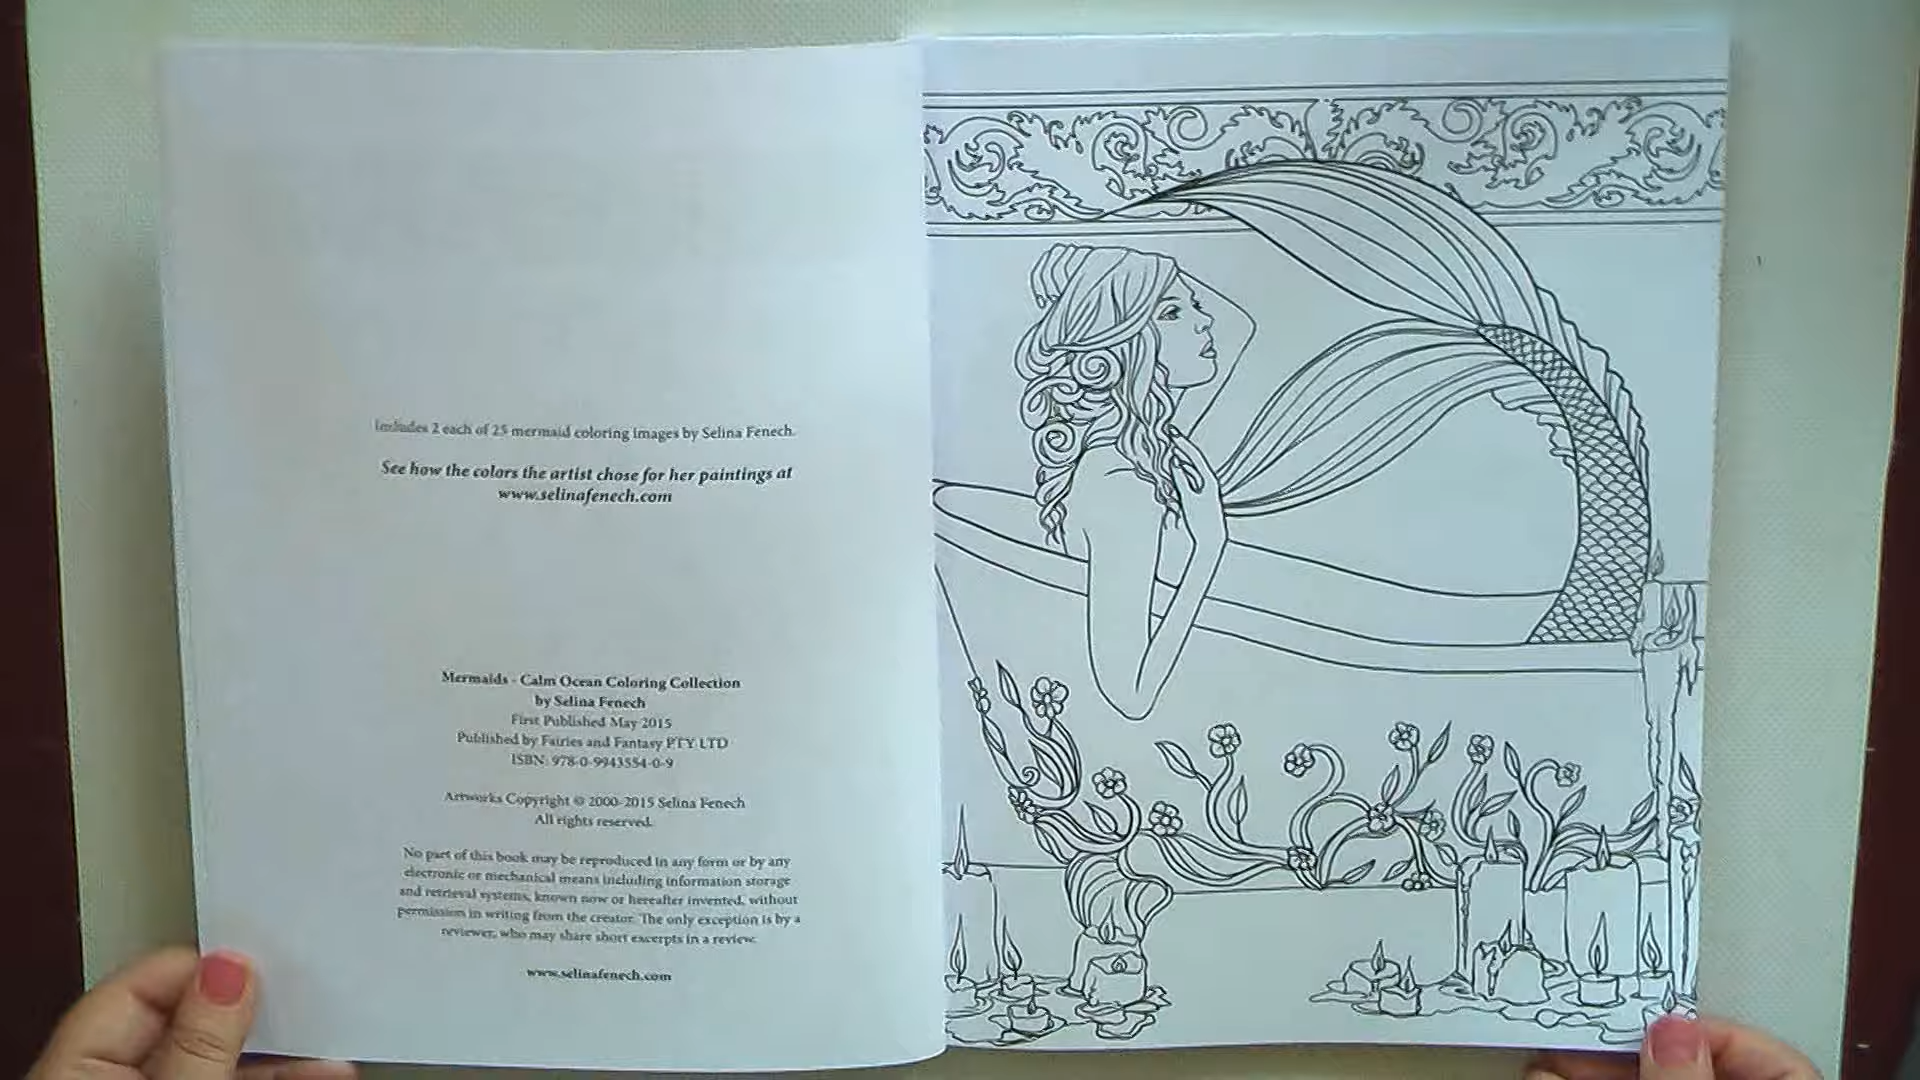 Includes 2 each of 25 mermaid coloring images by Selina Fenech.
See how the colors the artist chose for her paintings at
www.selinafenech.com
Mermaids - Calm Ocean Coloring Collection
by Selina Fenech
First Published May 2015
Published by Fairies and Fantasy PTY LTD
ISBN: 978-0-9943554-0-9
Artworks Copyright © 2000-2015 Selina Fenech
All rights reserved.
No part of this book may be reproduced in any form or by any
electronic or mechanical means including information storage
and retrieval systems, known now or hereafter invented, without
permission in writing from the creator. The only exception is by a
reviewer, who may share short excerpts in a review.
www.selinafenech.com